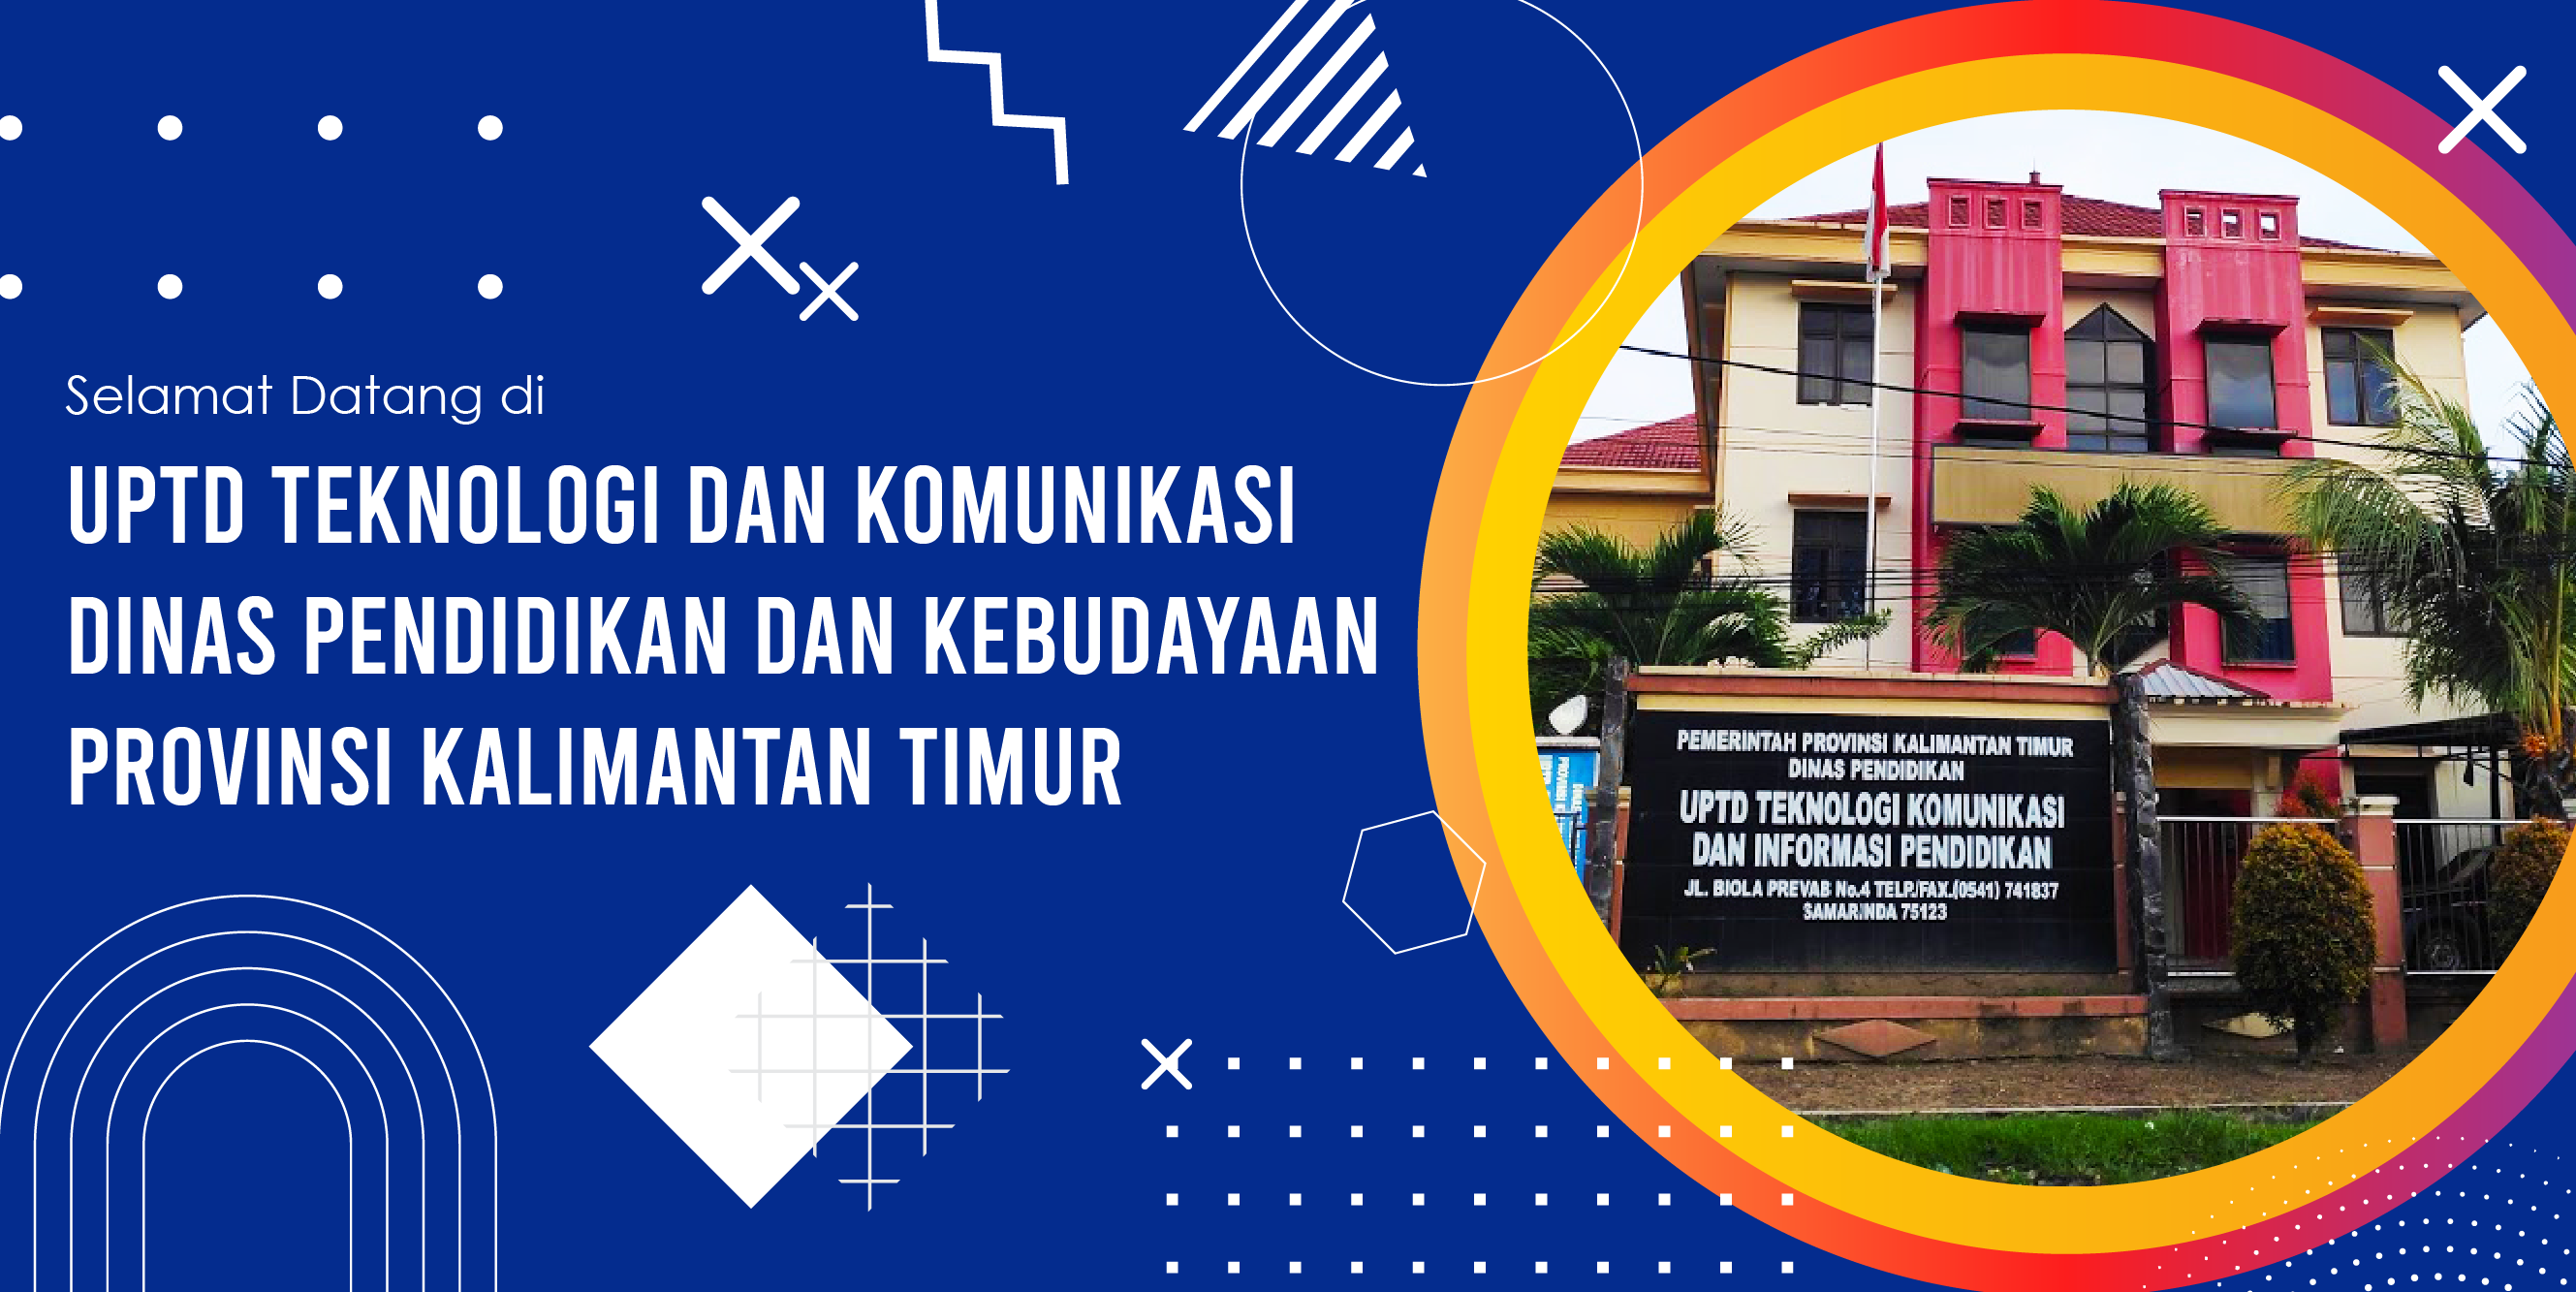 Selamat Datang di
UPTD TEKNOLOGI DAN KOMUNIKASI
DINAS PENDIDIKAN DAN KEBUDAYAAN
PROVINSI KALIMANTAN TIMUR
PEMERINTAH PROVINSI KALIMANTAN TIMUR
DINAS PENDIDIKAN
UPTD TEKNOLOGI KOMUNIKASI
DAN INFORMASI PENDIDIKAN
JL. BIOLA PREVAB No.4 TELP./FAX.(0541) 741837
SAMARINDA 75123